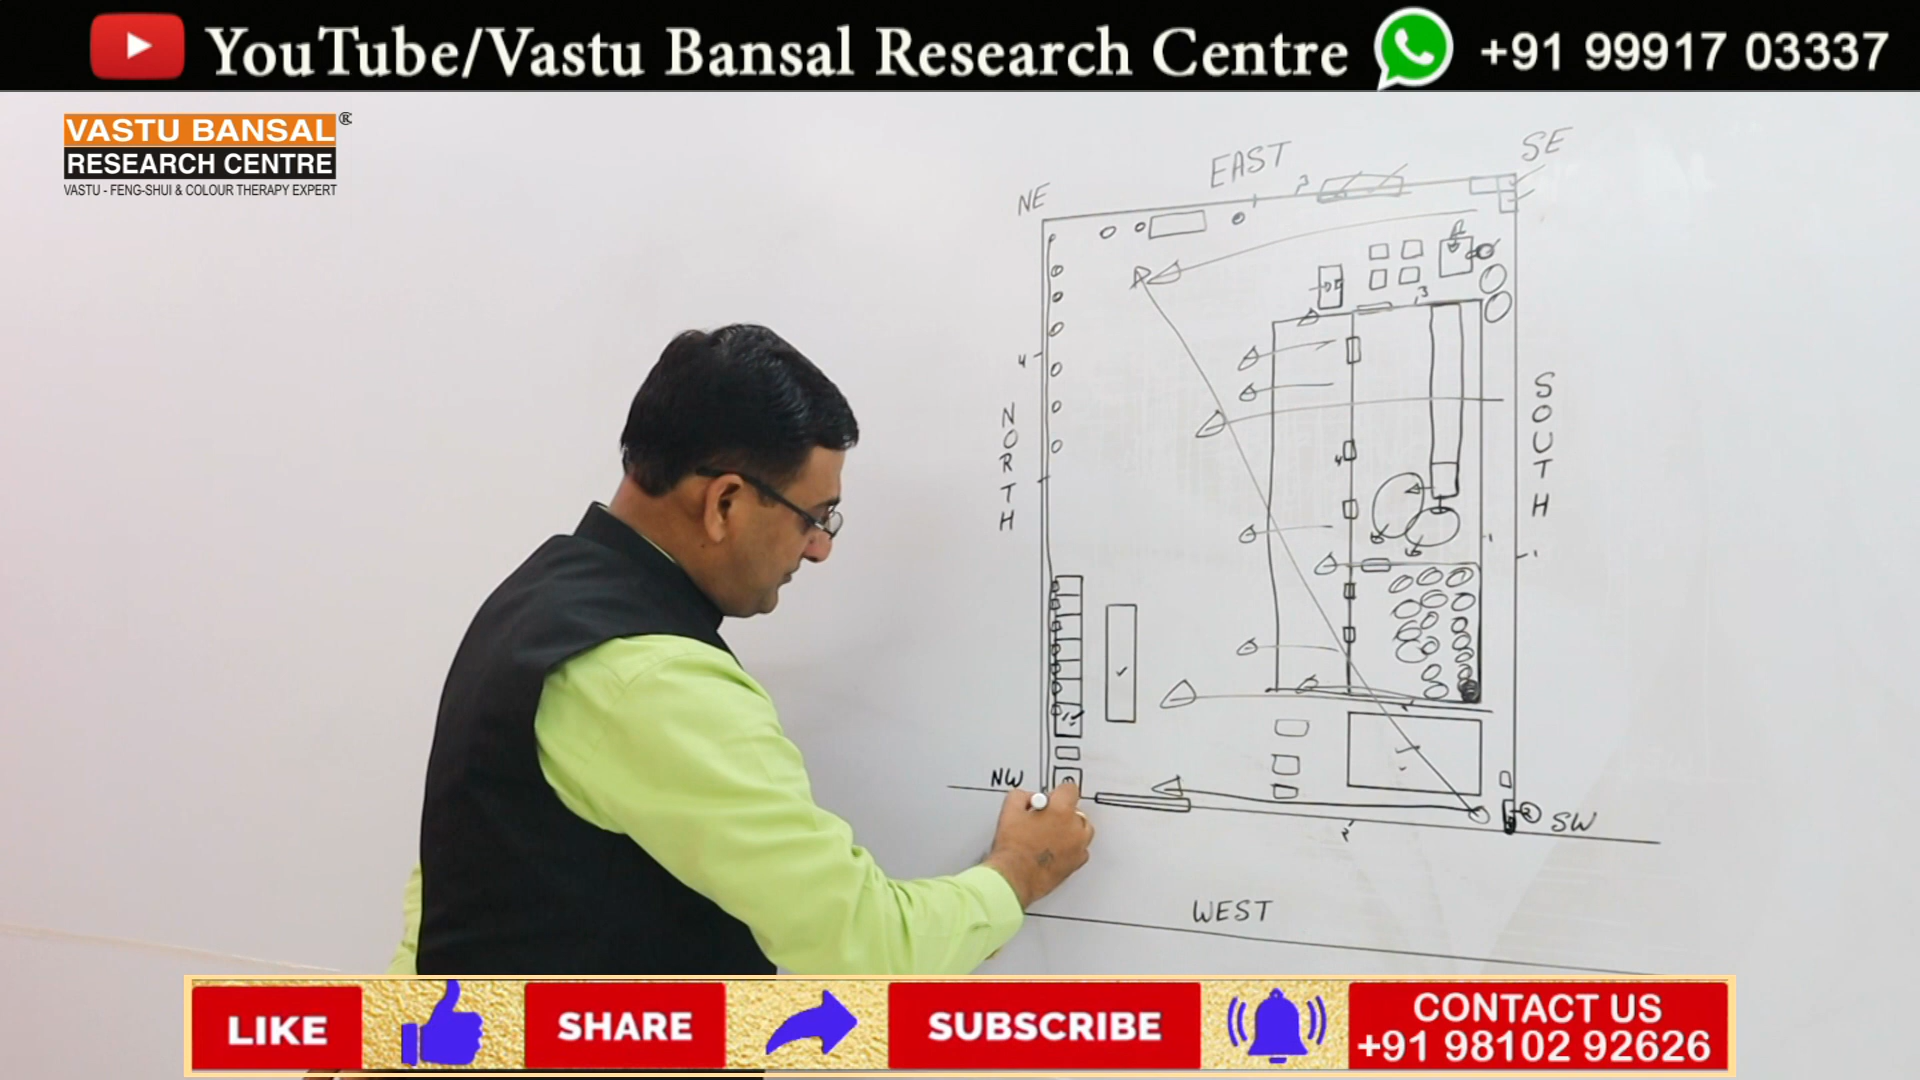 YouTube/Vastu Bansal Research Centre +91 99917 03337
VASTU BANSAL®
RESEARCH CENTRE
VASTU - FENG-SHUI & COLOUR THERAPY EXPERT
EAST
SE
NE
NORTH
SOUTH
NW
SW
WEST
LIKE
SHARE
SUBSCRIBE
CONTACT US
+91 98102 92626